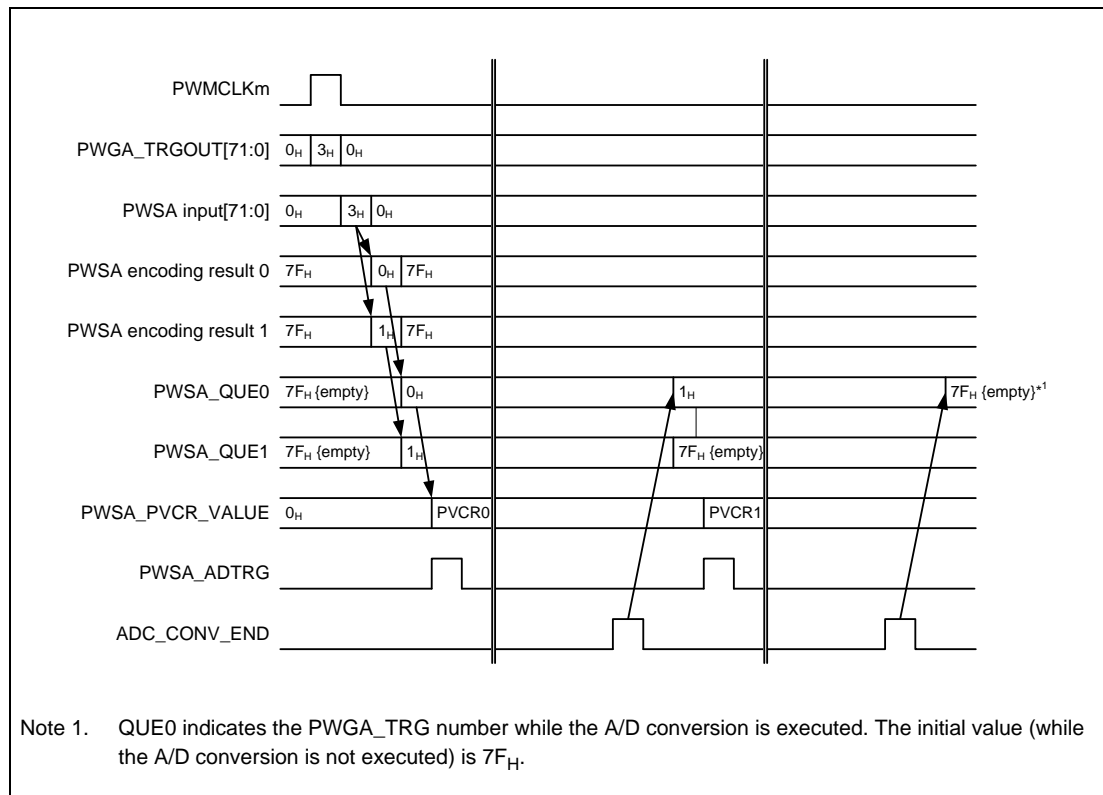 PWMCLKm
PWGA_TRGOUT[71:0] 0H 3H 0H
PWSA input[71:0] 0H 3H 0H
PWSA encoding result 0 7FH 0H 7FH
PWSA encoding result 1 7FH 1H 7FH
PWSA_QUE0 7FH {empty} 0H 1H 7FH {empty}*1
PWSA_QUE1 7FH {empty} 1H 7FH {empty}
PWSA_PVCR_VALUE 0H PVCR0 PVCR1
PWSA_ADTRG
ADC_CONV_END
Note 1. QUE0 indicates the PWGA_TRG number while the A/D conversion is executed. The initial value (while
the A/D conversion is not executed) is 7FH.